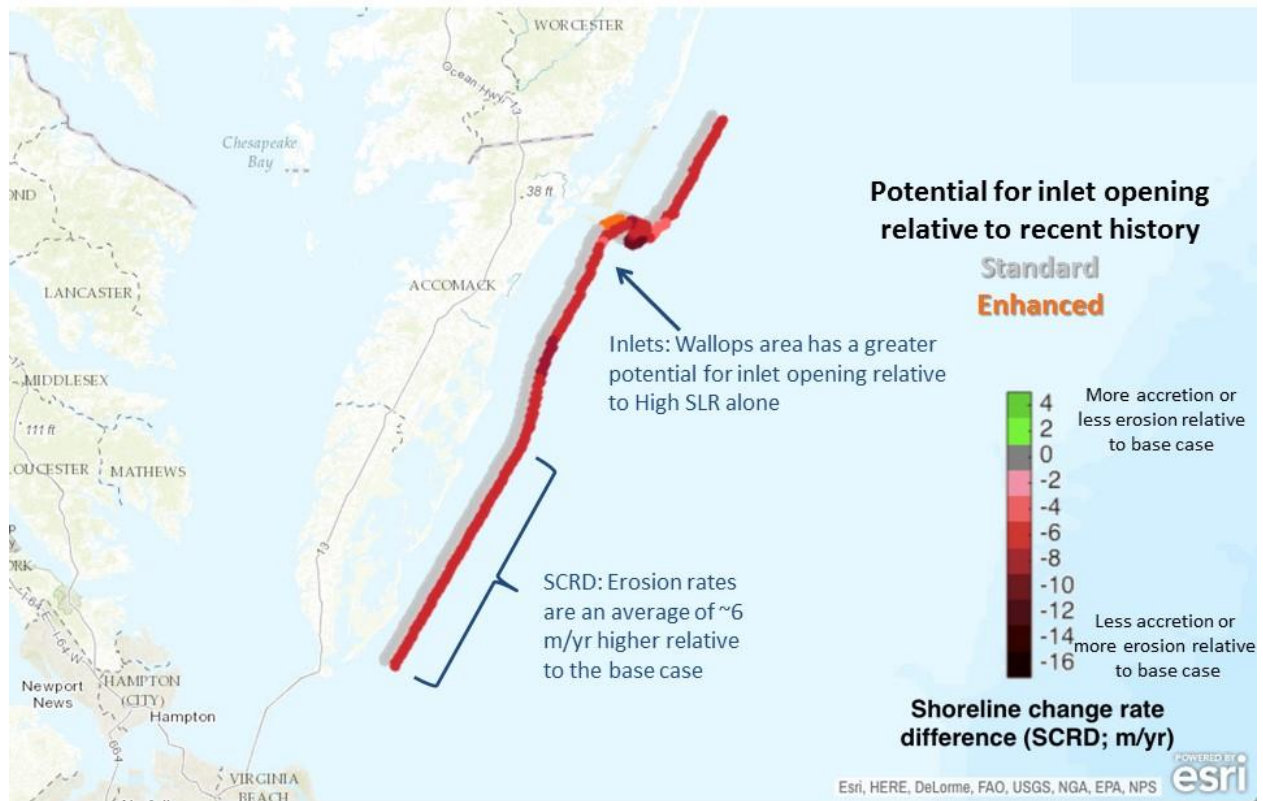 WORCESTER
Ocean Hwy
13
Chesapeake
Bay
38 ft
OND
LANCASTER
ACCOMACK
Potential for inlet opening
relative to recent history
Standard
Enhanced
Inlets: Wallops area has a greater
potential for inlet opening relative
to High SLR alone
17
MIDDLESEX
111 ft
OUCESTER
MATHEWS
4
2
0
-2
-4
-6
-8
-10
-12
-14
-16
More accretion or
less erosion relative
to base case
Less accretion or
more erosion relative
to base case
13
SCRD: Erosion rates
are an average of ~6
m/yr higher relative
to the base case
P
ORK
I-64 E
I-64 W
Newport
News
HAMPTON
(CITY)
Hampton
664
VIRGINIA
BEACH
Shoreline change rate
difference (SCRD; m/yr)
POWERED BY
esri
Esri, HERE, DeLorme, FAO, USGS, NGA, EPA, NPS